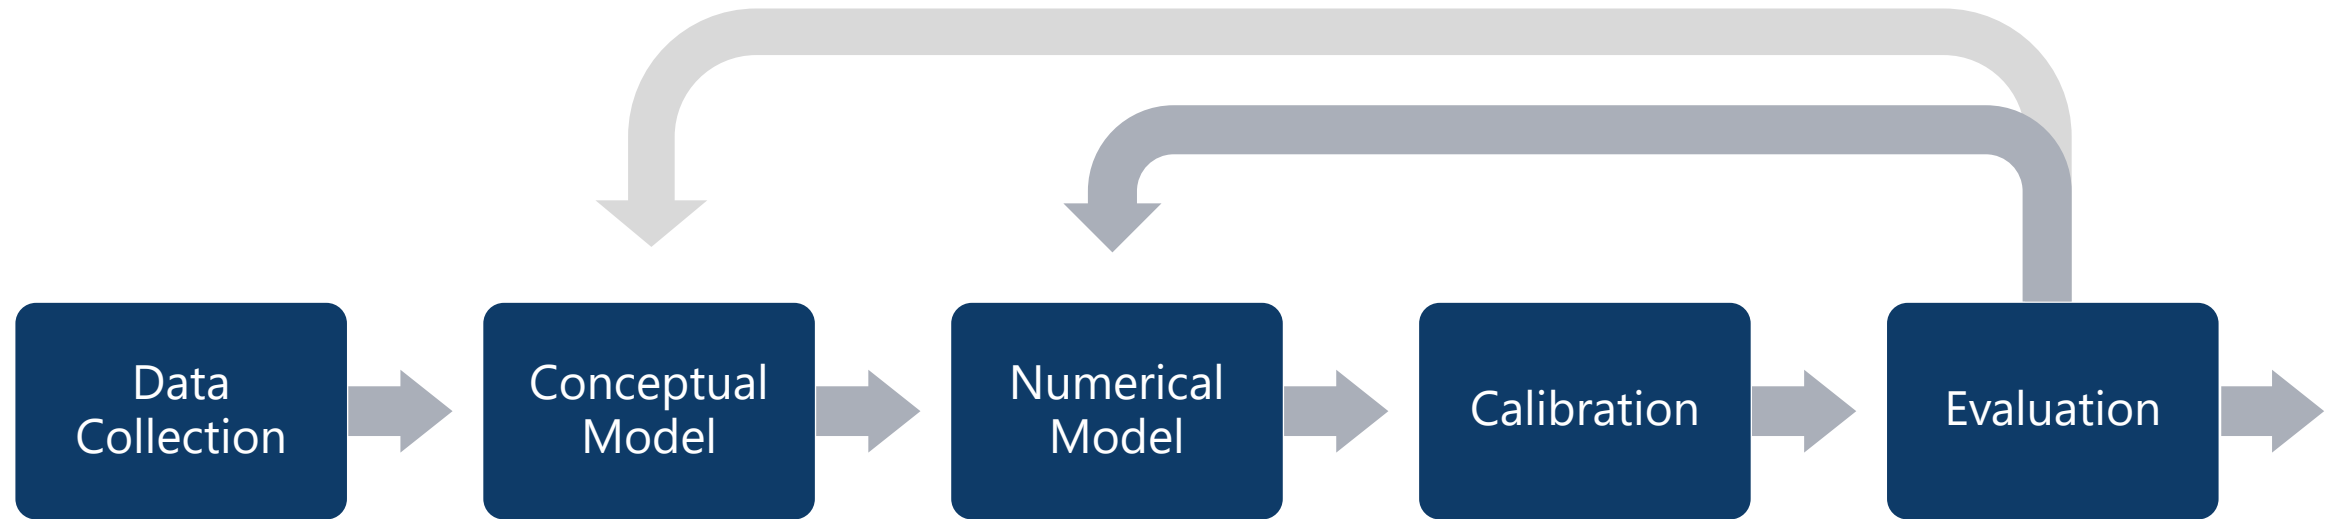 Data
Collection
Conceptual
Model
Numerical
Model
Calibration
Evaluation